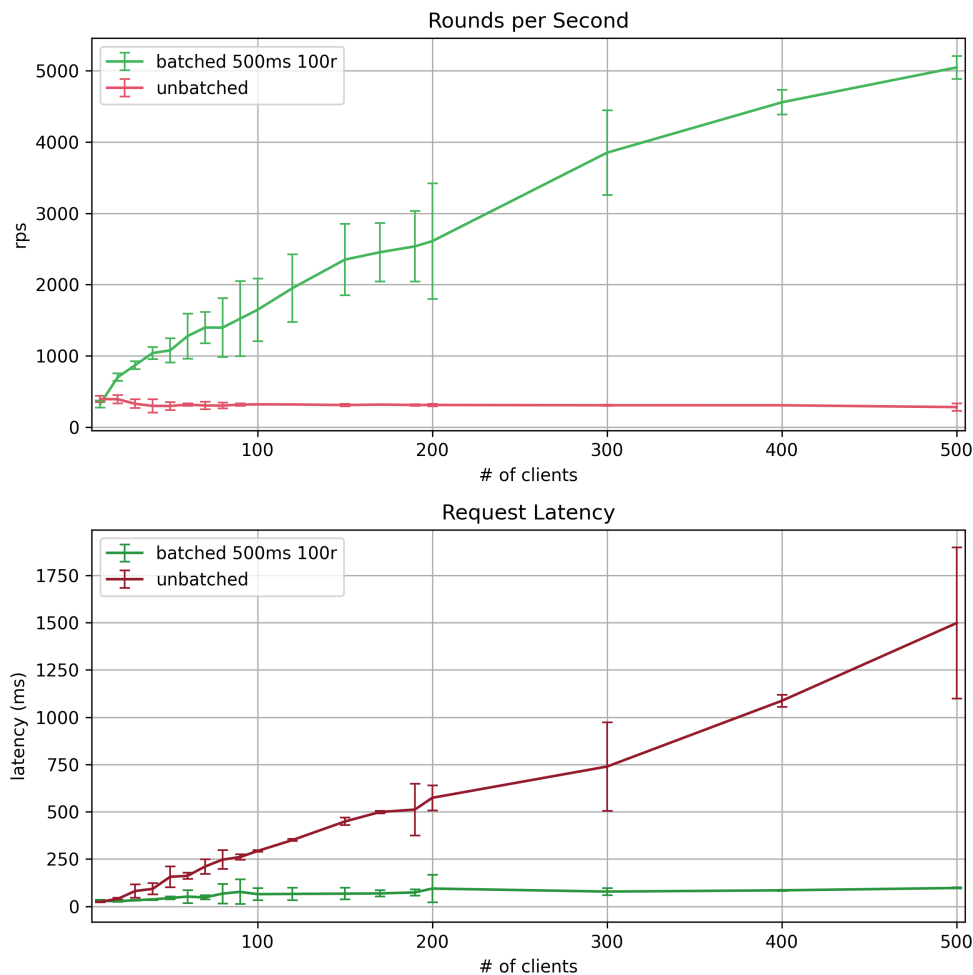 Rounds per Second
batched 500ms 100r
unbatched
5000
4000
3000
2000
1000
0
rps
100 200 300 400 500
# of clients
Request Latency
batched 500ms 100r
unbatched
1750
1500
1250
1000
750
500
250
0
latency (ms)
100 200 300 400 500
# of clients